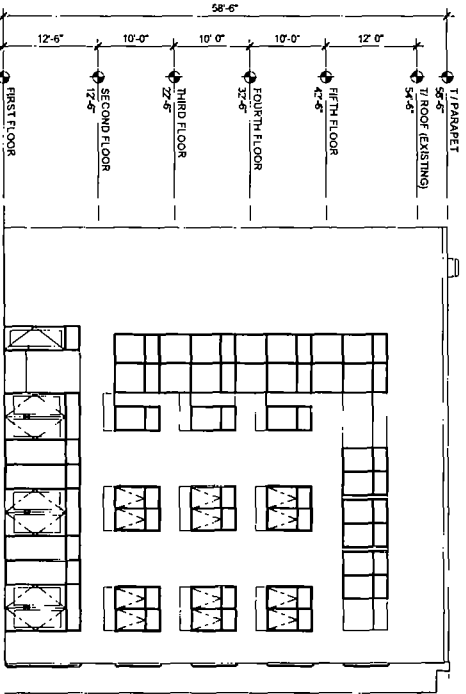 58'-6"
12'-6"
10'-0"
10' 0"
10'-0"
12' 0"
T/ PARAPET
58'-6"
T/ ROOF (EXISTING)
54'-6"
FIFTH FLOOR
42'-6"
FOURTH FLOOR
32'-6"
THIRD FLOOR
22'-6"
SECOND FLOOR
12'-6"
FIRST FLOOR